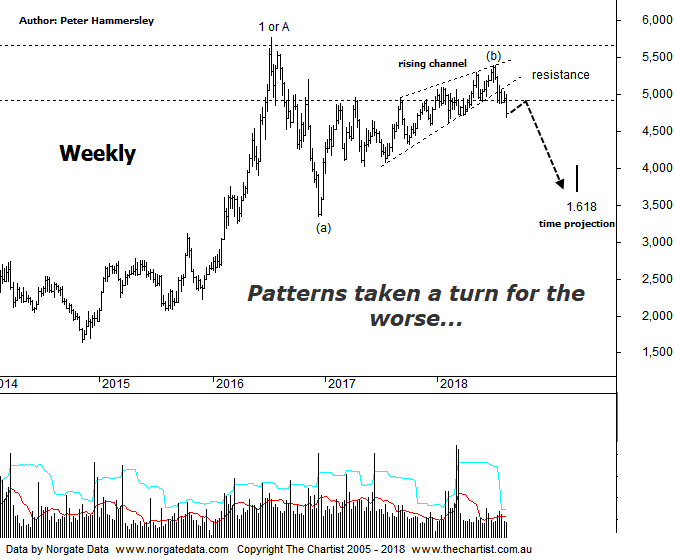 Author: Peter Hammersley
1 or A
6,000
5,500
(b)
rising channel
resistance
5,000
Weekly
4,500
4,000
1.618
time projection
3,500
(a)
3,000
Patterns taken a turn for the
worse...
2,500
2,000
1,500
014 2015 2016 2017 2018
Data by Norgate Data www.norgatedata.com Copyright The Chartist 2005 - 2018 www.thechartist.com.au